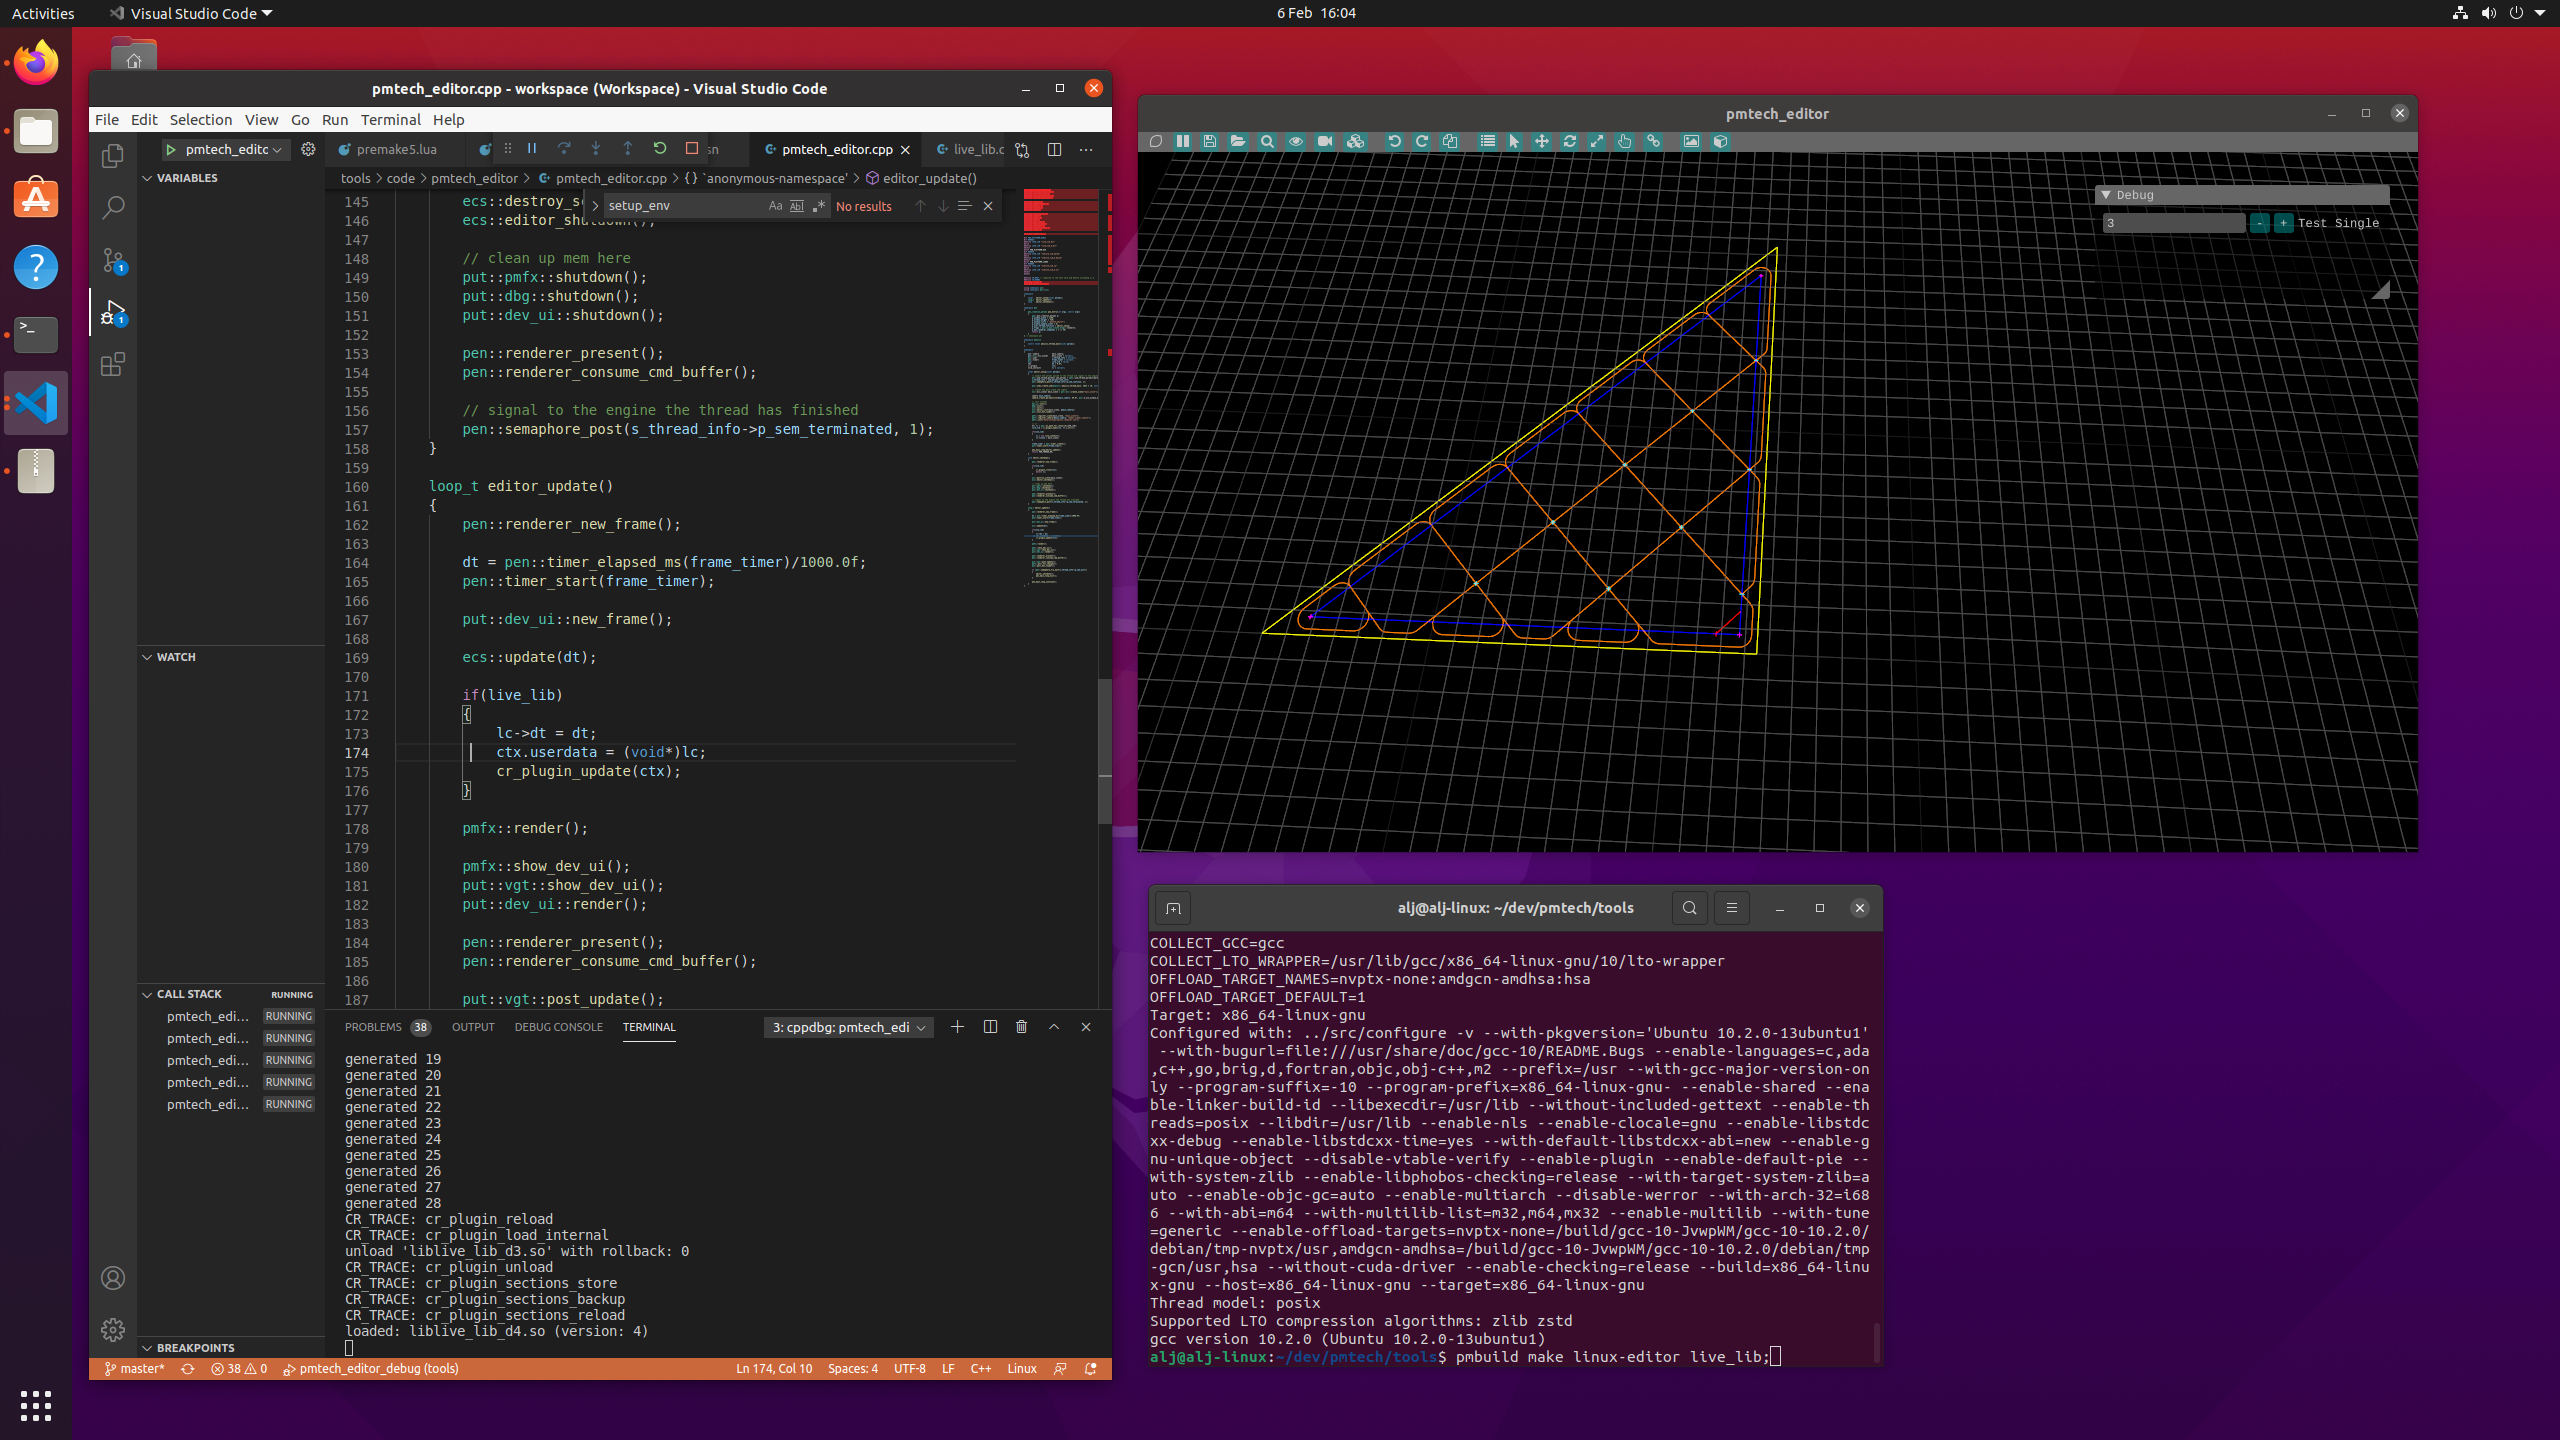 Activities
Visual Studio Code
6 Feb 16:04
pmtech_editor.cpp - workspace (Workspace) - Visual Studio Code
File Edit Selection View Go Run Terminal Help
pmtech_editc
premake5.lua
sn
pmtech_editor.cpp
live_lib.c
VARIABLES
tools > code > pmtech_editor > pmtech_editor.cpp > {} `anonymous-namespace' > editor_update()
setup_env
Aa
Abl
No results
145 ecs::destroy_sc
146 ecs::editor_shutdown();
147
148 // clean up mem here
149 put::pmfx::shutdown();
150 put::dbg::shutdown();
151 put::dev_ui::shutdown();
152
153 pen::renderer_present();
154 pen::renderer_consume_cmd_buffer();
155
156 // signal to the engine the thread has finished
157 pen::semaphore_post(s_thread_info->p_sem_terminated, 1);
158 }
159
160 loop_t editor_update()
161 {
162 pen::renderer_new_frame();
163
164 dt = pen::timer_elapsed_ms(frame_timer)/1000.0f;
165 pen::timer_start(frame_timer);
166
167 put::dev_ui::new_frame();
168
169 ecs::update(dt);
170
171 if(live_lib)
172 {
173 lc->dt = dt;
174 ctx.userdata = (void*)lc;
175 cr_plugin_update(ctx);
176 }
177
178 pmfx::render();
179
180 pmfx::show_dev_ui();
181 put::vgt::show_dev_ui();
182 put::dev_ui::render();
183
184 pen::renderer_present();
185 pen::renderer_consume_cmd_buffer();
186
187 put::vgt::post_update();
WATCH
CALL STACK RUNNING
pmtech_edi... RUNNING
pmtech_edi... RUNNING
pmtech_edi... RUNNING
pmtech_edi... RUNNING
pmtech_edi... RUNNING
BREAKPOINTS
PROBLEMS 38 OUTPUT DEBUG CONSOLE TERMINAL
3: cppdbg: pmtech_edi
generated 19
generated 20
generated 21
generated 22
generated 23
generated 24
generated 25
generated 26
generated 27
generated 28
CR_TRACE: cr_plugin_reload
CR_TRACE: cr_plugin_load_internal
unload 'liblive_lib_d3.so' with rollback: 0
CR_TRACE: cr_plugin_unload
CR_TRACE: cr_plugin_sections_store
CR_TRACE: cr_plugin_sections_backup
CR_TRACE: cr_plugin_sections_reload
loaded: liblive_lib_d4.so (version: 4)
master* 38 0 pmtech_editor_debug (tools) Ln 174, Col 10 Spaces: 4 UTF-8 LF C++ Linux
pmtech_editor
Debug
3 - + Test Single
alj@alj-linux: ~/dev/pmtech/tools
COLLECT_GCC=gcc
COLLECT_LTO_WRAPPER=/usr/lib/gcc/x86_64-linux-gnu/10/lto-wrapper
OFFLOAD_TARGET_NAMES=nvptx-none:amdgcn-amdhsa:hsa
OFFLOAD_TARGET_DEFAULT=1
Target: x86_64-linux-gnu
Configured with: ../src/configure -v --with-pkgversion='Ubuntu 10.2.0-13ubuntu1'
 --with-bugurl=file:///usr/share/doc/gcc-10/README.Bugs --enable-languages=c,ada
,c++,go,brig,d,fortran,objc,obj-c++,m2 --prefix=/usr --with-gcc-major-version-on
ly --program-suffix=-10 --program-prefix=x86_64-linux-gnu- --enable-shared --ena
ble-linker-build-id --libexecdir=/usr/lib --without-included-gettext --enable-th
reads=posix --libdir=/usr/lib --enable-nls --enable-clocale=gnu --enable-libstdc
xx-debug --enable-libstdcxx-time=yes --with-default-libstdcxx-abi=new --enable-g
nu-unique-object --disable-vtable-verify --enable-plugin --enable-default-pie --
with-system-zlib --enable-libphobos-checking=release --with-target-system-zlib=a
uto --enable-objc-gc=auto --enable-multiarch --disable-werror --with-arch-32=i68
6 --with-abi=m64 --with-multilib-list=m32,m64,mx32 --enable-multilib --with-tune
=generic --enable-offload-targets=nvptx-none=/build/gcc-10-JvwpWM/gcc-10-10.2.0/
debian/tmp-nvptx/usr,amdgcn-amdhsa=/build/gcc-10-JvwpWM/gcc-10-10.2.0/debian/tmp
-gcn/usr,hsa --without-cuda-driver --enable-checking=release --build=x86_64-linu
x-gnu --host=x86_64-linux-gnu --target=x86_64-linux-gnu
Thread model: posix
Supported LTO compression algorithms: zlib zstd
gcc version 10.2.0 (Ubuntu 10.2.0-13ubuntu1)
alj@alj-linux:~/dev/pmtech/tools$ pmbuild make linux-editor live_lib;